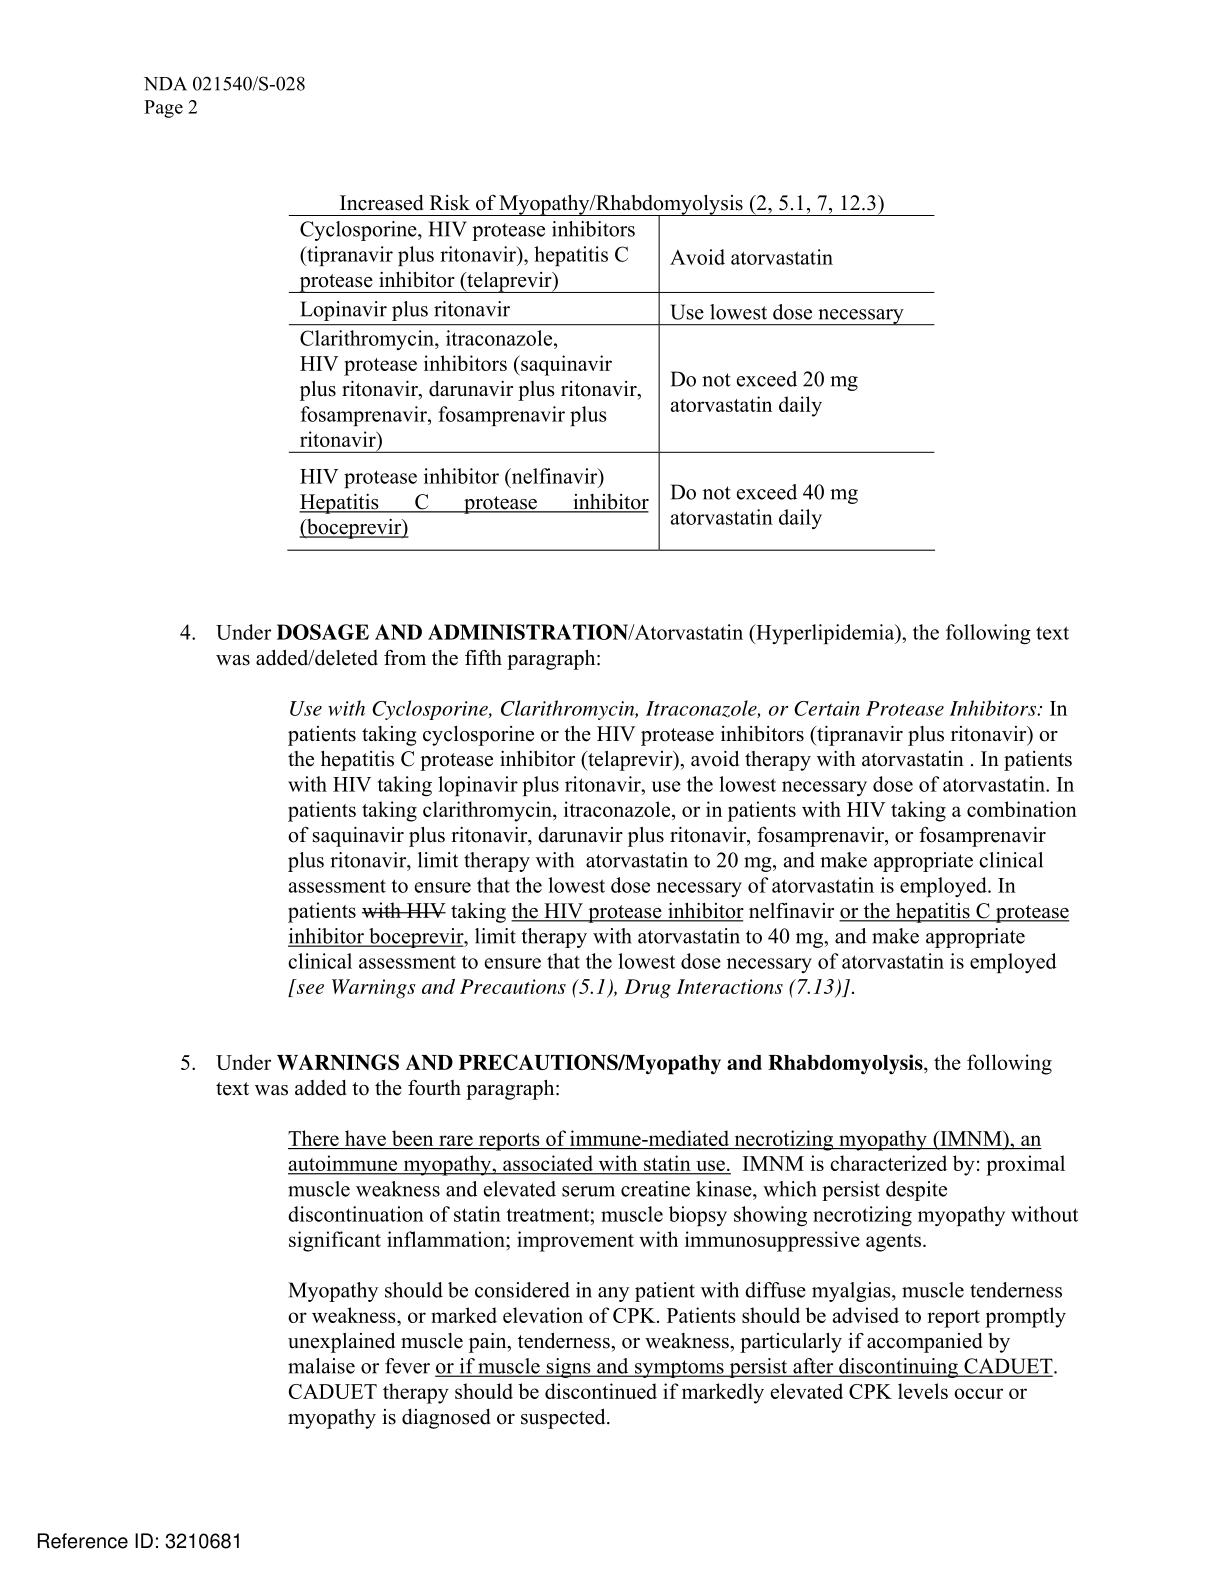 NDA 021540/S-028
Page 2
Increased Risk of Myopathy/Rhabdomyolysis (2, 5.1, 7, 12.3)
Cyclosporine, HIV protease inhibitors
(tipranavir plus ritonavir), hepatitis C
protease inhibitor (telaprevir)
Avoid atorvastatin
Lopinavir plus ritonavir
Use lowest dose necessary
Clarithromycin, itraconazole,
HIV protease inhibitors (saquinavir
plus ritonavir, darunavir plus ritonavir,
fosamprenavir, fosamprenavir plus
ritonavir)
Do not exceed 20 mg
atorvastatin daily
HIV protease inhibitor (nelfinavir)
Hepatitis C protease inhibitor
(boceprevir)
Do not exceed 40 mg
atorvastatin daily
4. Under DOSAGE AND ADMINISTRATION/Atorvastatin (Hyperlipidemia), the following text
was added/deleted from the fifth paragraph:
Use with Cyclosporine, Clarithromycin, Itraconazole, or Certain Protease Inhibitors: In
patients taking cyclosporine or the HIV protease inhibitors (tipranavir plus ritonavir) or
the hepatitis C protease inhibitor (telaprevir), avoid therapy with atorvastatin . In patients
with HIV taking lopinavir plus ritonavir, use the lowest necessary dose of atorvastatin. In
patients taking clarithromycin, itraconazole, or in patients with HIV taking a combination
of saquinavir plus ritonavir, darunavir plus ritonavir, fosamprenavir, or fosamprenavir
plus ritonavir, limit therapy with  atorvastatin to 20 mg, and make appropriate clinical
assessment to ensure that the lowest dose necessary of atorvastatin is employed. In
patients with HIV taking the HIV protease inhibitor nelfinavir or the hepatitis C protease
inhibitor boceprevir, limit therapy with atorvastatin to 40 mg, and make appropriate
clinical assessment to ensure that the lowest dose necessary of atorvastatin is employed
[see Warnings and Precautions (5.1), Drug Interactions (7.13)].
5. Under WARNINGS AND PRECAUTIONS/Myopathy and Rhabdomyolysis, the following
text was added to the fourth paragraph:
There have been rare reports of immune-mediated necrotizing myopathy (IMNM), an
autoimmune myopathy, associated with statin use.  IMNM is characterized by: proximal
muscle weakness and elevated serum creatine kinase, which persist despite
discontinuation of statin treatment; muscle biopsy showing necrotizing myopathy without
significant inflammation; improvement with immunosuppressive agents.
Myopathy should be considered in any patient with diffuse myalgias, muscle tenderness
or weakness, or marked elevation of CPK. Patients should be advised to report promptly
unexplained muscle pain, tenderness, or weakness, particularly if accompanied by
malaise or fever or if muscle signs and symptoms persist after discontinuing CADUET.
CADUET therapy should be discontinued if markedly elevated CPK levels occur or
myopathy is diagnosed or suspected.
Reference ID: 3210681